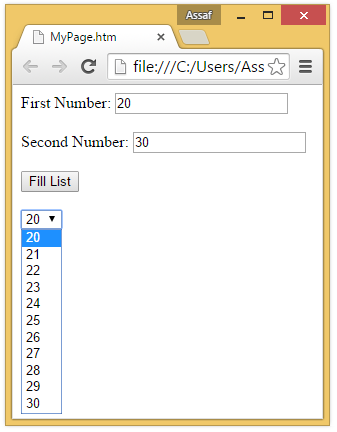 Assaf
MyPage.htm
file:///C:/Users/Ass
First Number: 20
Second Number: 30
Fill List
20
20
21
22
23
24
25
26
27
28
29
30